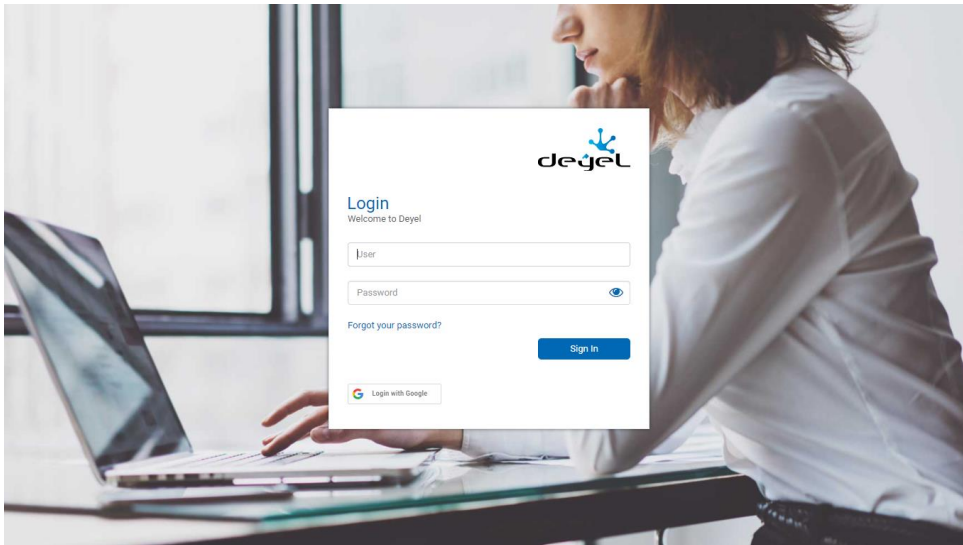 deyel
Login
Welcome to Deyel
User
Password
Forgot your password?
Sign In
Login with Google